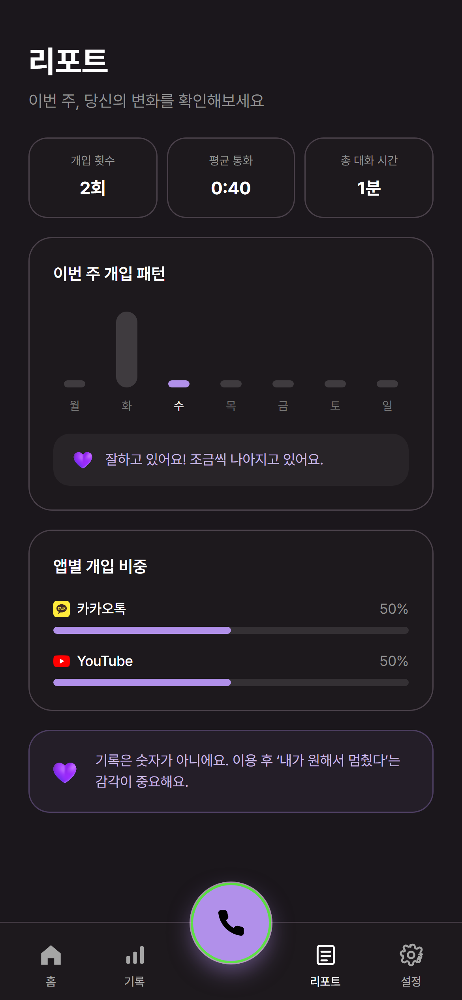 리포트
이번 주, 당신의 변화를 확인해보세요
개입 횟수
2회
평균 통화
0:40
총 대화 시간
1분
이번 주 개입 패턴
월 화 수 목 금 토 일
잘하고 있어요! 조금씩 나아지고 있어요.
앱별 개입 비중
TALK 카카오톡 50%
YouTube 50%
기록은 숫자가 아니에요. 이용 후 ‘내가 원해서 멈췄다’는
감각이 중요해요.
홈 기록 리포트 설정